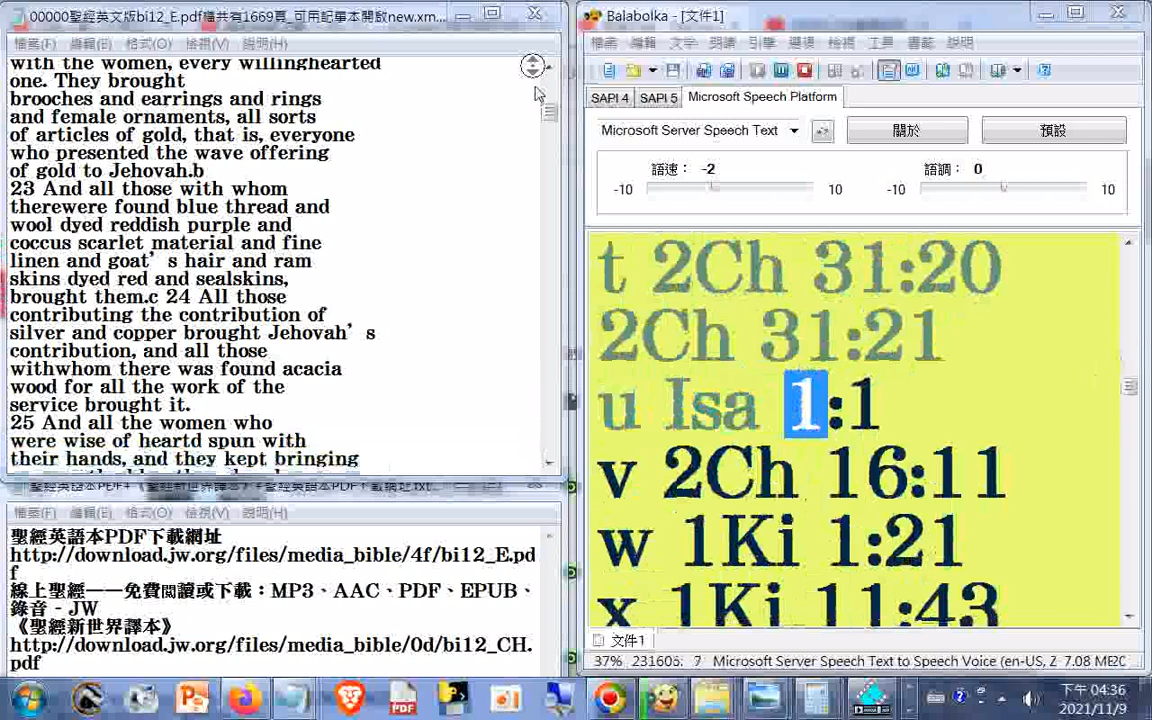 00000聖經英文版bi12_E.pdf檔共有1669頁_可用記事本開啟new.xm...
檔案(F) 編輯(E) 格式(O) 檢視(V) 說明(H)
with the women, every willinghearted
one. They brought
brooches and earrings and rings
and female ornaments, all sorts
of articles of gold, that is, everyone
who presented the wave offering
of gold to Jehovah.b
23 And all those with whom
therewere found blue thread and
wool dyed reddish purple and
coccus scarlet material and fine
linen and goat’s hair and ram
skins dyed red and sealskins,
brought them.c 24 All those
contributing the contribution of
silver and copper brought Jehovah’s
contribution, and all those
withwhom there was found acacia
wood for all the work of the
service brought it.
25 And all the women who
were wise of heartd spun with
their hands, and they kept bringing
檔案(F) 編輯(E) 格式(O) 檢視(V) 說明(H)
聖經英語本PDF下載網址
http://download.jw.org/files/media_bible/4f/bi12_E.pd
f
線上聖經——免費閱讀或下載：MP3、AAC、PDF、EPUB、
錄音 - JW
《聖經新世界譯本》
http://download.jw.org/files/media_bible/0d/bi12_CH.
pdf
Balabolka - [文件1]
檔案 編輯 文字 朗讀 引擎 選項 檢視 工具 書籤 說明
SAPI 4 SAPI 5 Microsoft Speech Platform
Microsoft Server Speech Text 關於 預設
語速： -2 語調： 0
-10 10 -10 10
t 2Ch 31:20
2Ch 31:21
u Isa 1:1
v 2Ch 16:11
w 1Ki 1:21
x 1Ki 11:43
文件1
37% 231605: 7 Microsoft Server Speech Text to Speech Voice (en-US, Z
下午 04:36
2021/11/9